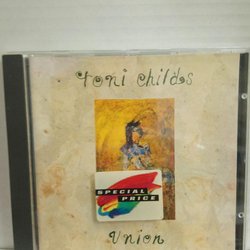 toni childs
SPECIAL
PRICE
Union